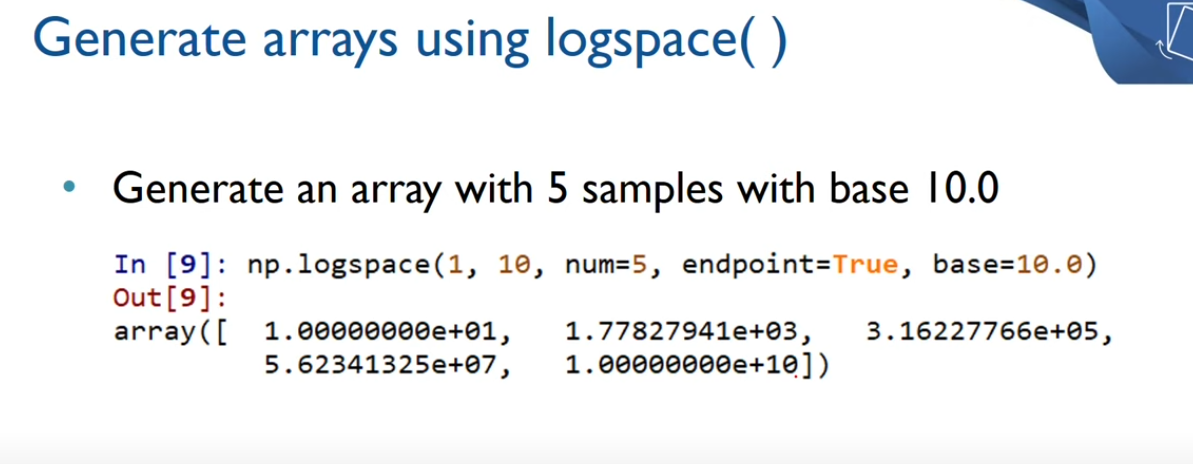 Generate arrays using logspace( )
• Generate an array with 5 samples with base 10.0
In [9]: np.logspace(1, 10, num=5, endpoint=True, base=10.0)
Out[9]:
array([  1.00000000e+01,   1.77827941e+03,   3.16227766e+05,
         5.62341325e+07,   1.00000000e+10])